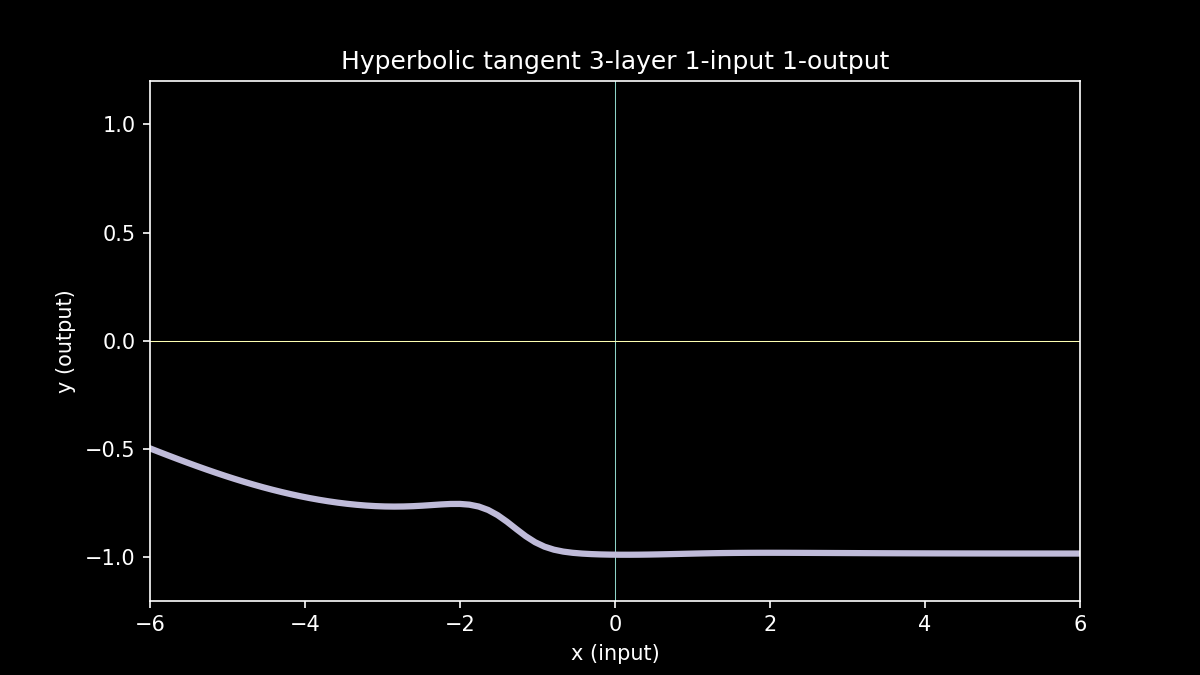 Hyperbolic tangent 3-layer 1-input 1-output
1.0
0.5
0.0
−0.5
−1.0
y (output)
−6 −4 −2 0 2 4 6
x (input)